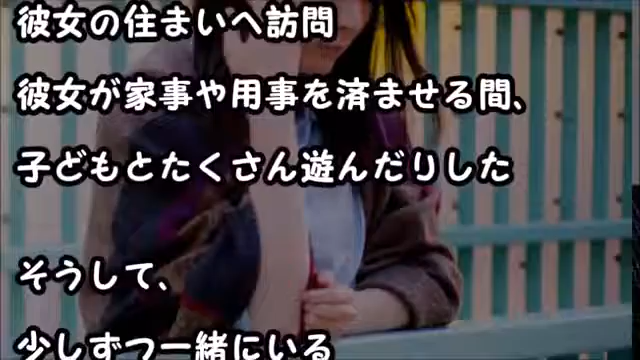 彼女の住まいへ訪問
彼女が家事や用事を済ませる間、
子どもとたくさん遊んだりした
そうして、
少しずつ一緒にいる